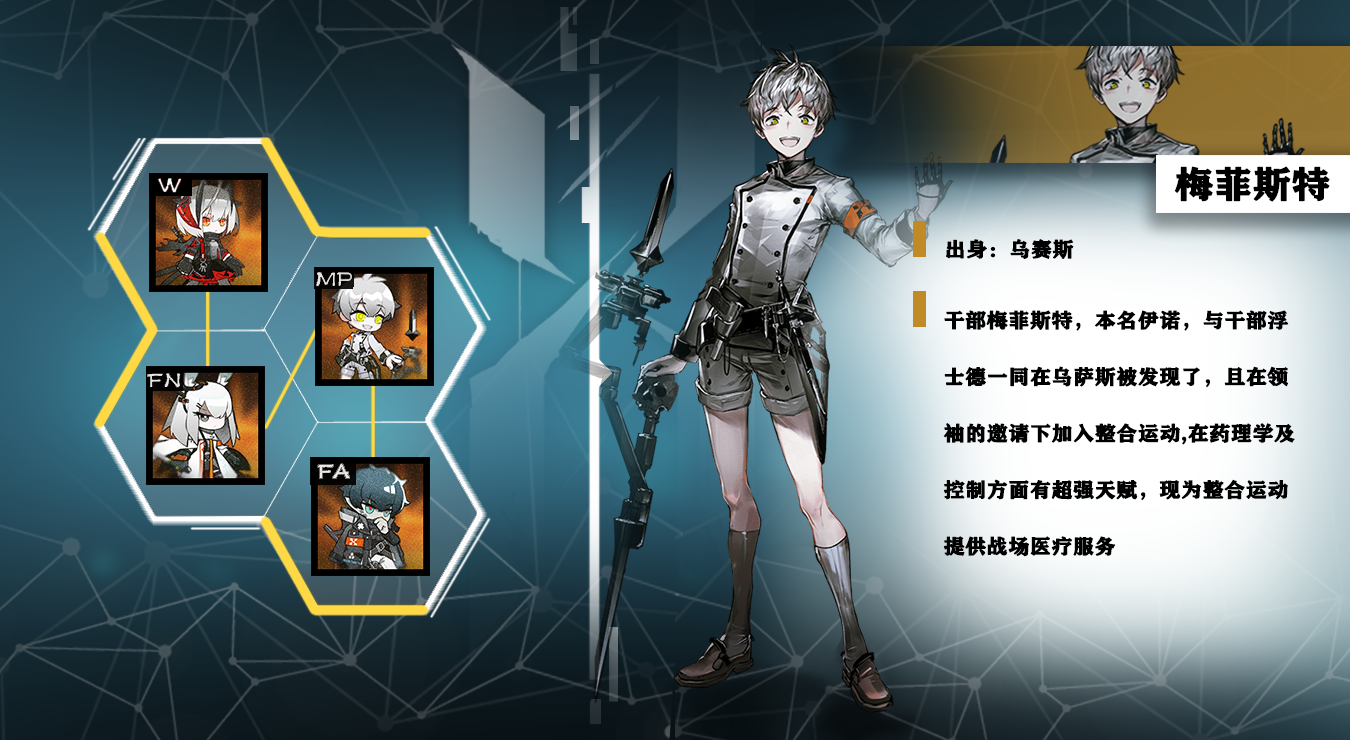 W
MP
FN
FA
梅菲斯特
出身：乌赛斯
干部梅菲斯特，本名伊诺，与干部浮
士德一同在乌萨斯被发现了，且在领
袖的邀请下加入整合运动,在药理学及
控制方面有超强天赋，现为整合运动
提供战场医疗服务